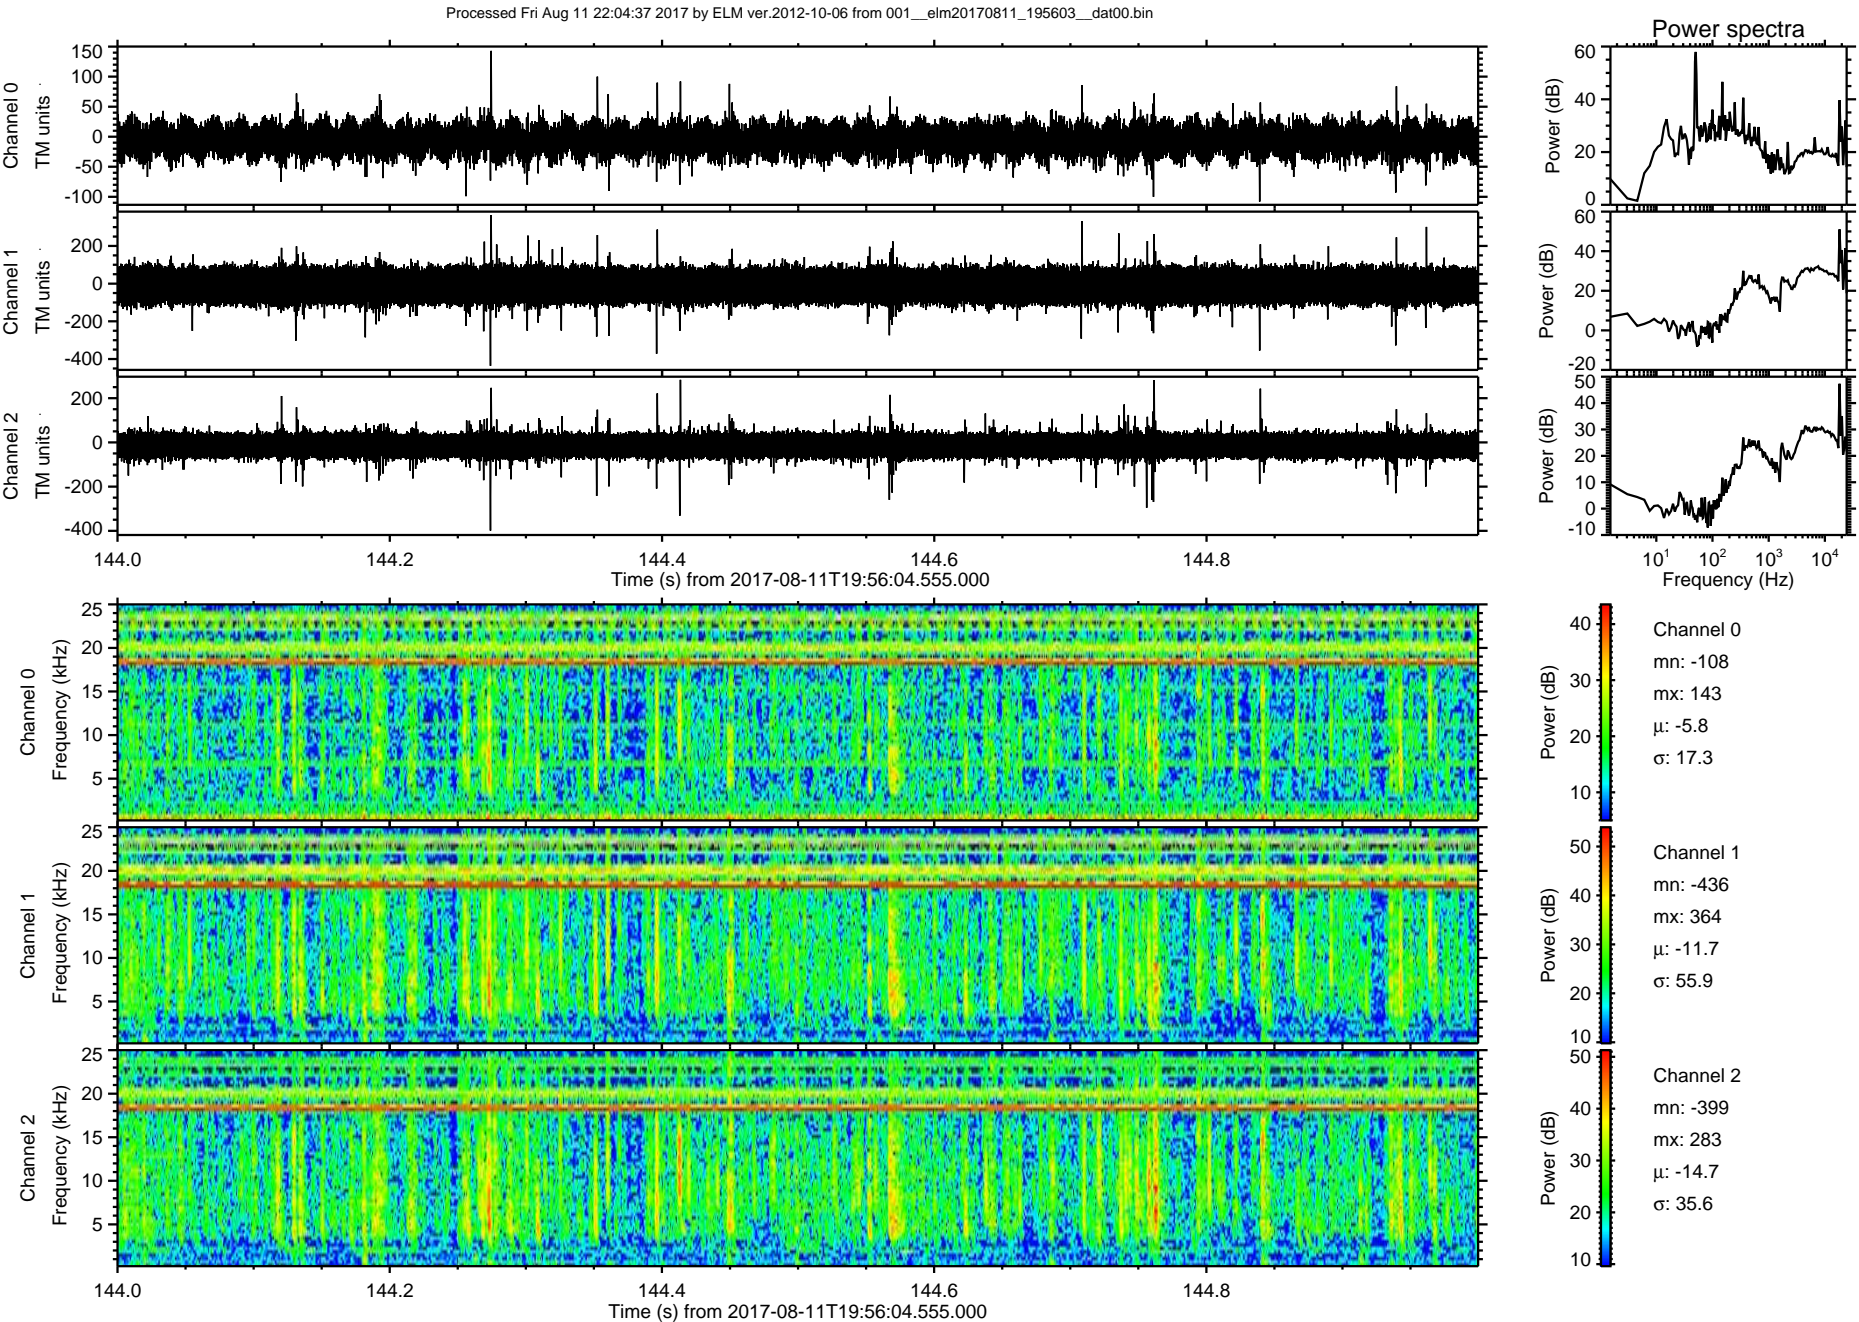 Processed Fri Aug 11 22:04:37 2017 by ELM ver.2012-10-06 from 001__elm20170811_195603__dat00.bin
Power spectra
Channel 0
TM units
150
100
50
0
-50
-100
Power (dB)
60
40
20
0
Channel 1
TM units
200
0
-200
-400
Power (dB)
60
40
20
0
-20
Channel 2
TM units
200
0
-200
-400
Power (dB)
50
40
30
20
10
0
-10
144.0 144.2 144.4 144.6 144.8
Time (s) from 2017-08-11T19:56:04.555.000
10^1 10^2 10^3 10^4
Frequency (Hz)
Channel 0
Frequency (kHz)
25
20
15
10
5
Power (dB)
40
30
20
10
Channel 0
mn: -108
mx: 143
μ: -5.8
σ: 17.3
Channel 1
Frequency (kHz)
25
20
15
10
5
Power (dB)
50
40
30
20
10
Channel 1
mn: -436
mx: 364
μ: -11.7
σ: 55.9
Channel 2
Frequency (kHz)
25
20
15
10
5
Power (dB)
50
40
30
20
10
Channel 2
mn: -399
mx: 283
μ: -14.7
σ: 35.6
144.0 144.2 144.4 144.6 144.8
Time (s) from 2017-08-11T19:56:04.555.000